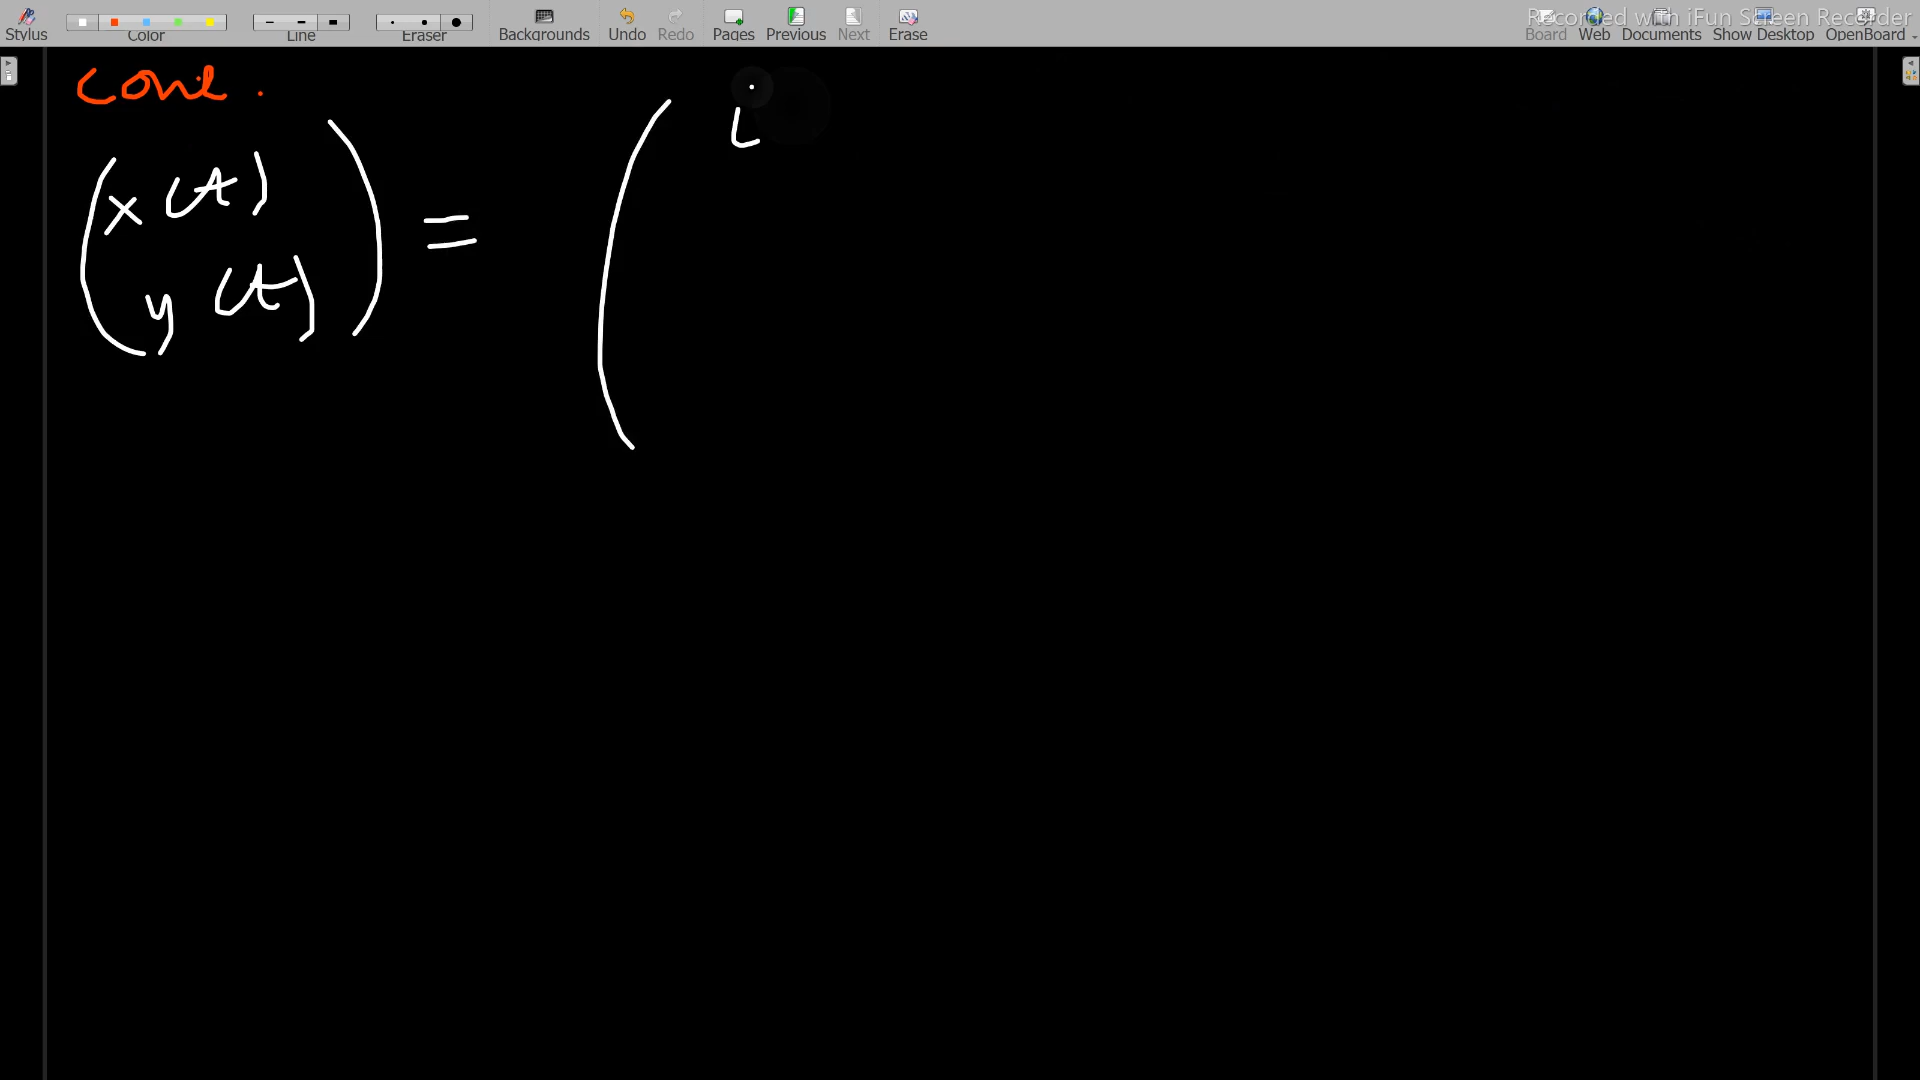 Recorded with iFun Screen Recorder
Stylus Color Line Eraser Backgrounds Undo Redo Pages Previous Next Erase Board Web Documents Show Desktop OpenBoard
cont.
x(t)
y(t)
=
(